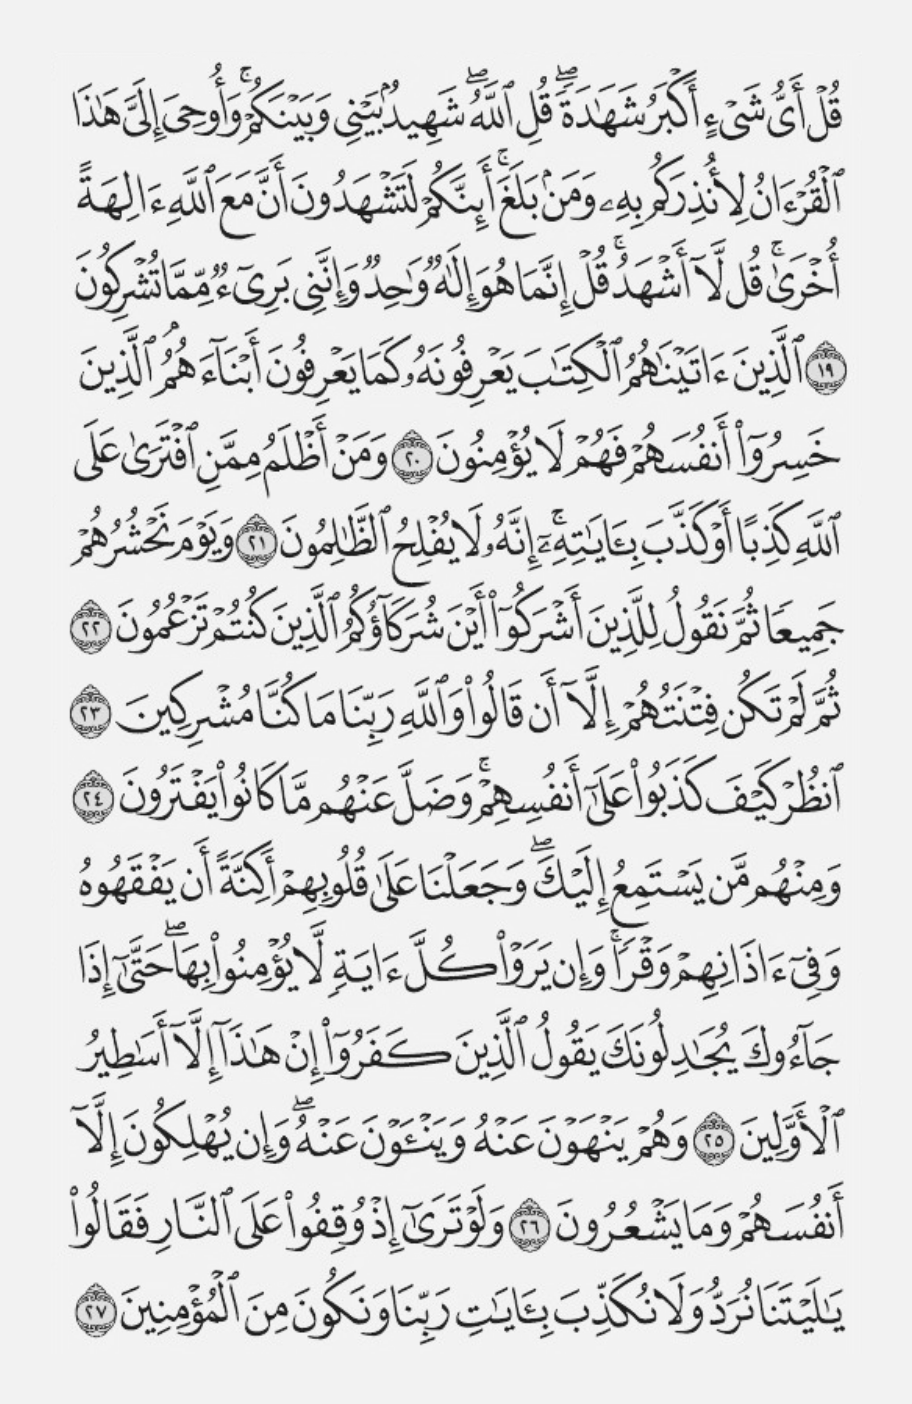 قُلۡ أَيُّ شَيۡءٍ أَكۡبَرُ شَهَٰدَةٗۖ قُلِ ٱللَّهُۖ شَهِيدُۢ بَيۡنِي وَبَيۡنَكُمۡۚ وَأُوحِيَ إِلَيَّ هَٰذَا
ٱلۡقُرۡءَانُ لِأُنذِرَكُم بِهِۦ وَمَنۢ بَلَغَۚ أَئِنَّكُمۡ لَتَشۡهَدُونَ أَنَّ مَعَ ٱللَّهِ ءَالِهَةً
أُخۡرَىٰۚ قُل لَّآ أَشۡهَدُۚ قُلۡ إِنَّمَا هُوَ إِلَٰهٞ وَٰحِدٞ وَإِنَّنِي بَرِيٓءٞ مِّمَّا تُشۡرِكُونَ
١٩ ٱلَّذِينَ ءَاتَيۡنَٰهُمُ ٱلۡكِتَٰبَ يَعۡرِفُونَهُۥ كَمَا يَعۡرِفُونَ أَبۡنَآءَهُمُۘ ٱلَّذِينَ
خَسِرُوٓاْ أَنفُسَهُمۡ فَهُمۡ لَا يُؤۡمِنُونَ ٢٠ وَمَنۡ أَظۡلَمُ مِمَّنِ ٱفۡتَرَىٰ عَلَى
ٱللَّهِ كَذِبًا أَوۡ كَذَّبَ بِـَٔايَٰتِهِۦٓۚ إِنَّهُۥ لَا يُفۡلِحُ ٱلظَّٰلِمُونَ ٢١ وَيَوۡمَ نَحۡشُرُهُمۡ
جَمِيعٗا ثُمَّ نَقُولُ لِلَّذِينَ أَشۡرَكُوٓاْ أَيۡنَ شُرَكَآؤُكُمُ ٱلَّذِينَ كُنتُمۡ تَزۡعُمُونَ ٢٢
ثُمَّ لَمۡ تَكُن فِتۡنَتُهُمۡ إِلَّآ أَن قَالُواْ وَٱللَّهِ رَبِّنَا مَا كُنَّا مُشۡرِكِينَ ٢٣
ٱنظُرۡ كَيۡفَ كَذَبُواْ عَلَىٰٓ أَنفُسِهِمۡۚ وَضَلَّ عَنۡهُم مَّا كَانُواْ يَفۡتَرُونَ ٢٤
وَمِنۡهُم مَّن يَسۡتَمِعُ إِلَيۡكَۖ وَجَعَلۡنَا عَلَىٰ قُلُوبِهِمۡ أَكِنَّةً أَن يَفۡقَهُوهُ
وَفِيٓ ءَاذَانِهِمۡ وَقۡرٗاۚ وَإِن يَرَوۡاْ كُلَّ ءَايَةٖ لَّا يُؤۡمِنُواْ بِهَاۖ حَتَّىٰٓ إِذَا
جَآءُوكَ يُجَٰدِلُونَكَ يَقُولُ ٱلَّذِينَ كَفَرُوٓاْ إِنۡ هَٰذَآ إِلَّآ أَسَٰطِيرُ
ٱلۡأَوَّلِينَ ٢٥ وَهُمۡ يَنۡهَوۡنَ عَنۡهُ وَيَنۡـَٔوۡنَ عَنۡهُۖ وَإِن يُهۡلِكُونَ إِلَّآ
أَنفُسَهُمۡ وَمَا يَشۡعُرُونَ ٢٦ وَلَوۡ تَرَىٰٓ إِذۡ وُقِفُواْ عَلَى ٱلنَّارِ فَقَالُواْ
يَٰلَيۡتَنَا نُرَدُّ وَلَا نُكَذِّبَ بِـَٔايَٰتِ رَبِّنَا وَنَكُونَ مِنَ ٱلۡمُؤۡمِنِينَ ٢٧